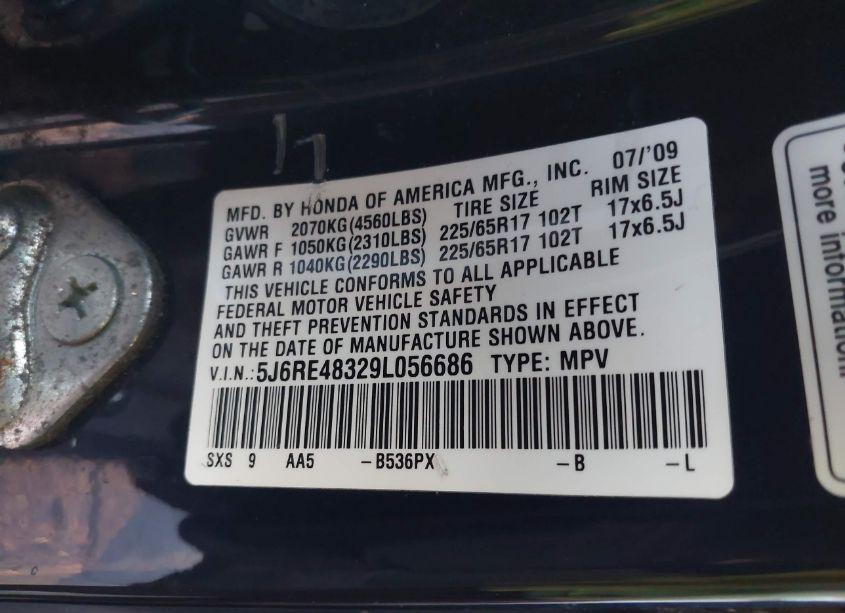 MFD. BY HONDA OF AMERICA MFG., INC. 07/'09
GVWR 2070KG(4560LBS) TIRE SIZE RIM SIZE
GAWR F 1050KG(2310LBS) 225/65R17 102T 17x6.5J
GAWR R 1040KG(2290LBS) 225/65R17 102T 17x6.5J
THIS VEHICLE CONFORMS TO ALL APPLICABLE
FEDERAL MOTOR VEHICLE SAFETY
AND THEFT PREVENTION STANDARDS IN EFFECT
ON THE DATE OF MANUFACTURE SHOWN ABOVE.
V.I.N.:5J6RE48329L056686 TYPE: MPV
SXS 9 AA5 -B536PX -B -L
more information.